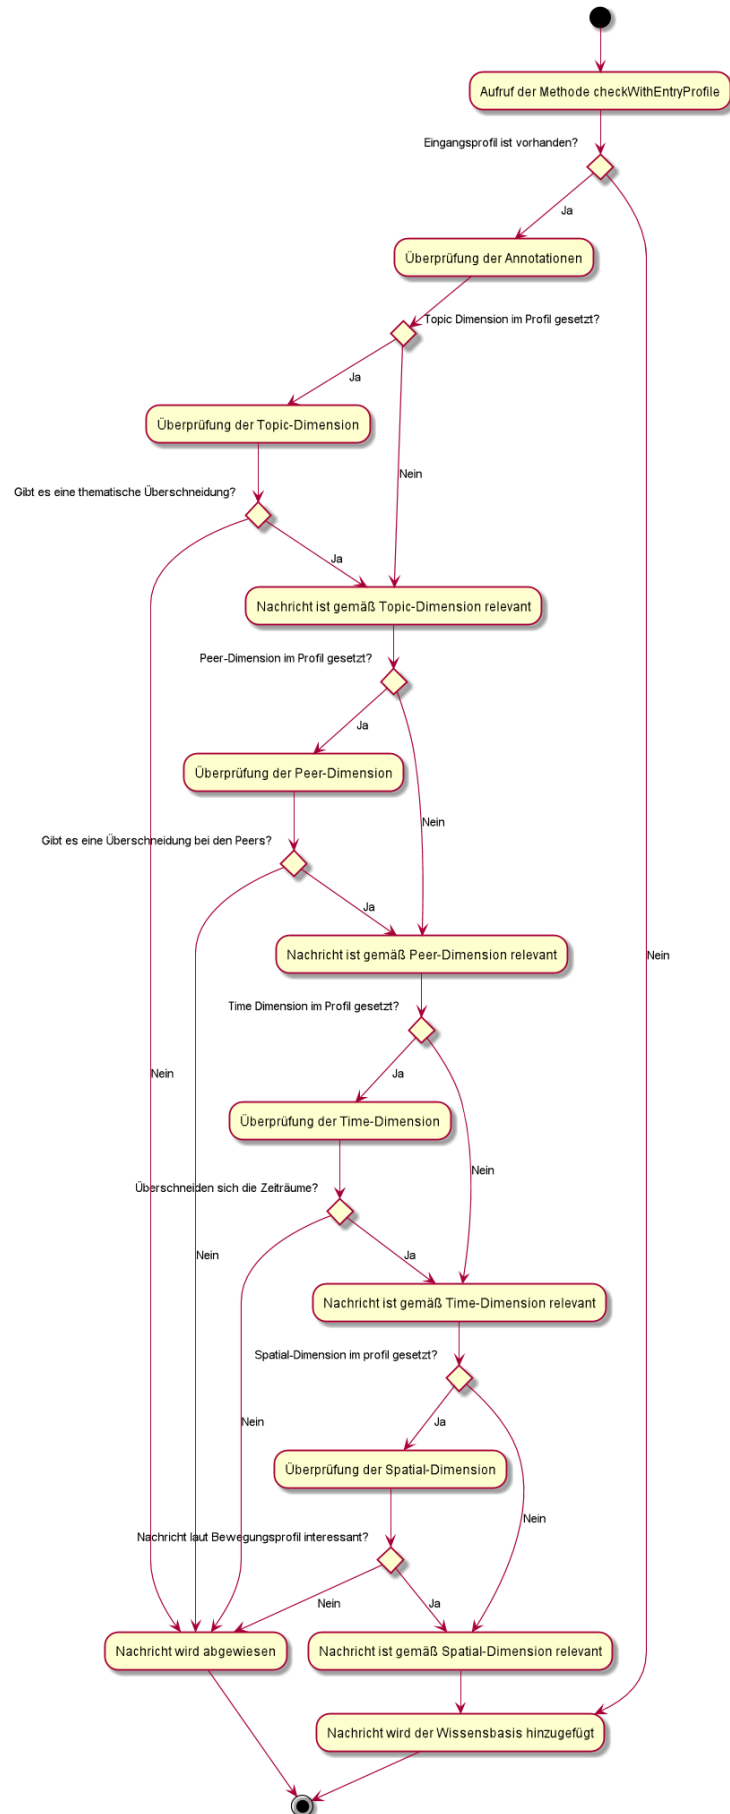 Aufruf der Methode checkWithEntryProfile
Eingangsprofil ist vorhanden?
Ja
Überprüfung der Annotationen
Topic Dimension im Profil gesetzt?
Ja
Überprüfung der Topic-Dimension
Nein
Gibt es eine thematische Überschneidung?
Ja
Nachricht ist gemäß Topic-Dimension relevant
Peer-Dimension im Profil gesetzt?
Ja
Überprüfung der Peer-Dimension
Nein
Gibt es eine Überschneidung bei den Peers?
Ja
Nachricht ist gemäß Peer-Dimension relevant
Nein
Time Dimension im Profil gesetzt?
Nein
Ja
Überprüfung der Time-Dimension
Nein
Überschneiden sich die Zeiträume?
Nein
Ja
Nachricht ist gemäß Time-Dimension relevant
Spatial-Dimension im profil gesetzt?
Nein
Ja
Überprüfung der Spatial-Dimension
Nein
Nachricht laut Bewegungsprofil interessant?
Nein
Ja
Nachricht wird abgewiesen
Nachricht ist gemäß Spatial-Dimension relevant
Nachricht wird der Wissensbasis hinzugefügt